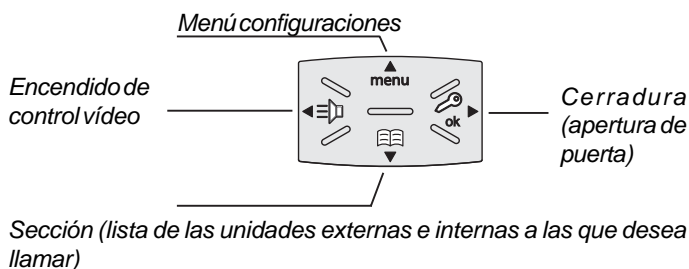 Menú configuraciones
menu
Encendido de
control vídeo
ok
Cerradura
(apertura de
puerta)
Sección (lista de las unidades externas e internas a las que desea
llamar)